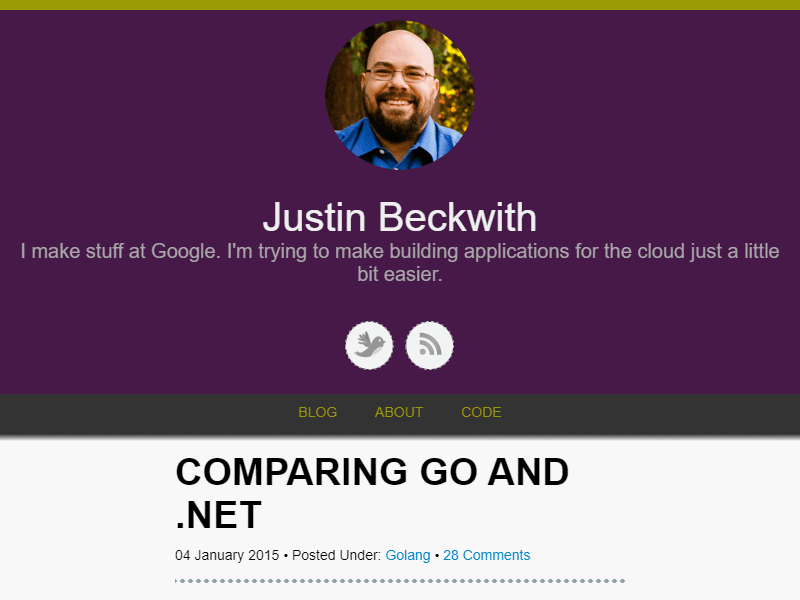 Justin Beckwith
I make stuff at Google. I'm trying to make building applications for the cloud just a little
bit easier.
BLOG ABOUT CODE
COMPARING GO AND
.NET
04 January 2015 • Posted Under: Golang • 28 Comments